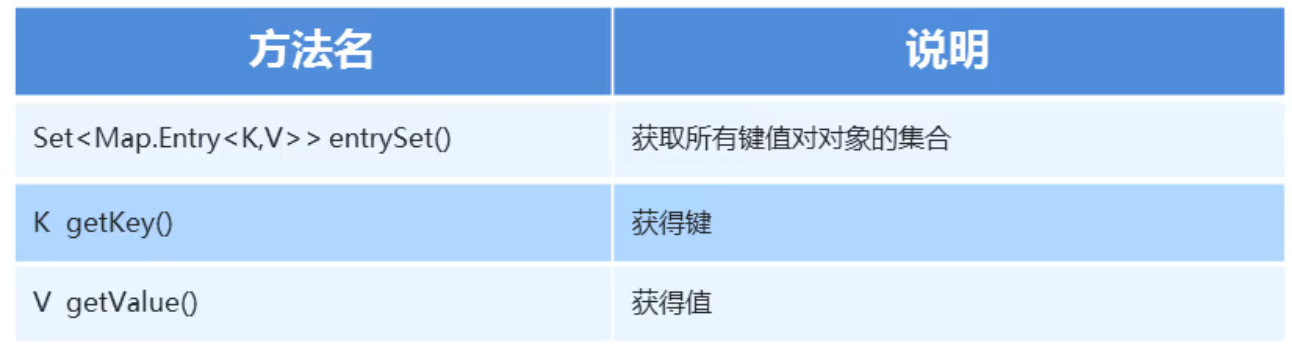 方法名 说明
Set<Map.Entry<K,V>> entrySet() 获取所有键值对对象的集合
K getKey() 获得键
V getValue() 获得值